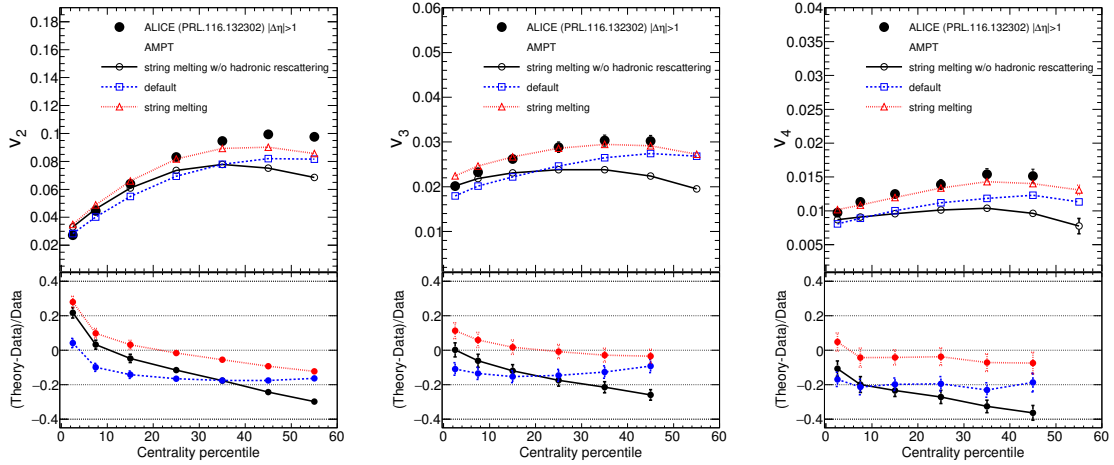 0.18
0.16
0.14
0.12
0.1
0.08
0.06
0.04
0.02
v2
ALICE (PRL.116.132302) |Δη|>1
AMPT
string melting w/o hadronic rescattering
default
string melting
0.4
0.2
0
−0.2
−0.4
(Theory-Data)/Data
0 10 20 30 40 50 60
Centrality percentile
0.06
0.05
0.04
0.03
0.02
0.01
v3
ALICE (PRL.116.132302) |Δη|>1
AMPT
string melting w/o hadronic rescattering
default
string melting
0.4
0.2
0
−0.2
−0.4
(Theory-Data)/Data
0 10 20 30 40 50 60
Centrality percentile
0.04
0.035
0.03
0.025
0.02
0.015
0.01
0.005
v4
ALICE (PRL.116.132302) |Δη|>1
AMPT
string melting w/o hadronic rescattering
default
string melting
0.4
0.2
0
−0.2
−0.4
(Theory-Data)/Data
0 10 20 30 40 50 60
Centrality percentile